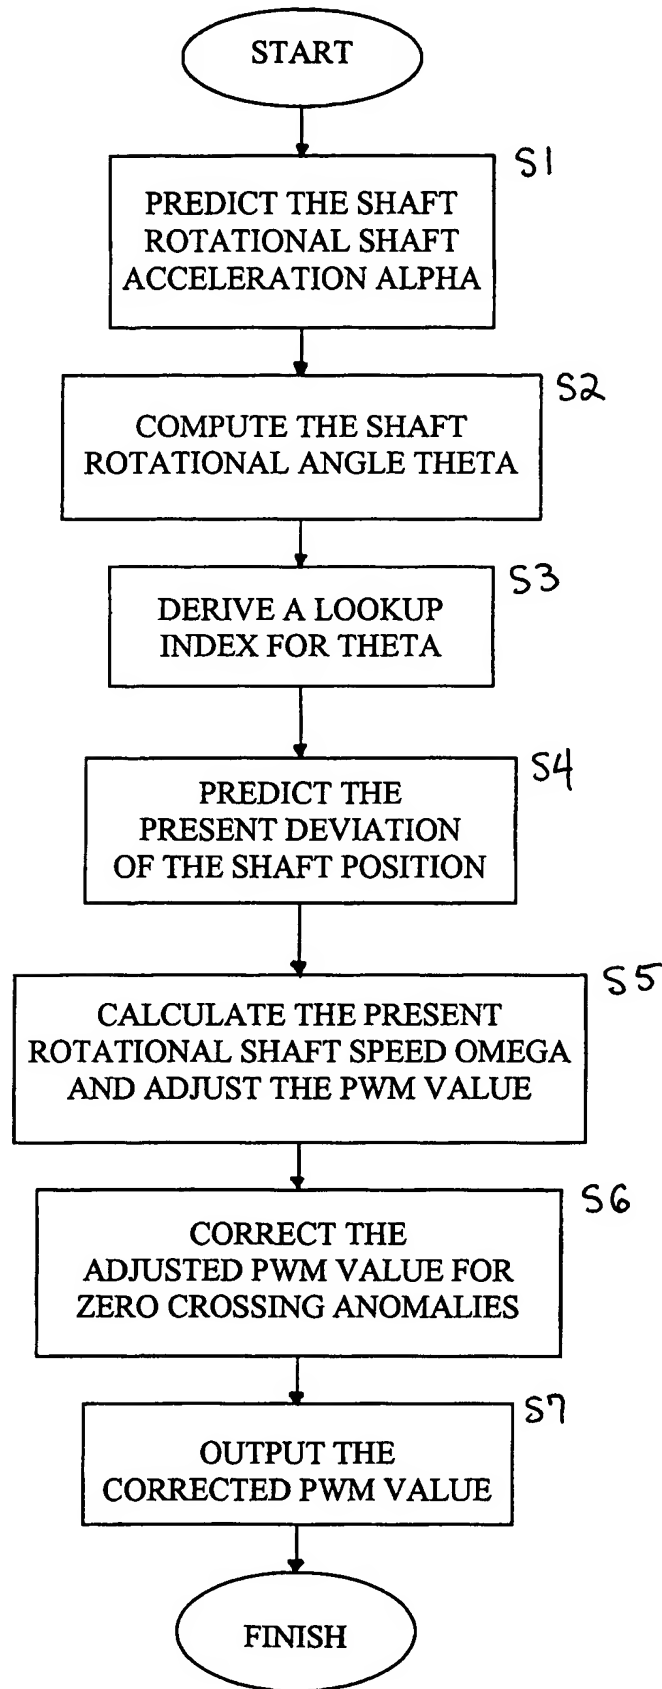 START
S1
PREDICT THE SHAFT
ROTATIONAL SHAFT
ACCELERATION ALPHA
S2
COMPUTE THE SHAFT
ROTATIONAL ANGLE THETA
S3
DERIVE A LOOKUP
INDEX FOR THETA
S4
PREDICT THE
PRESENT DEVIATION
OF THE SHAFT POSITION
S5
CALCULATE THE PRESENT
ROTATIONAL SHAFT SPEED OMEGA
AND ADJUST THE PWM VALUE
S6
CORRECT THE
ADJUSTED PWM VALUE FOR
ZERO CROSSING ANOMALIES
S7
OUTPUT THE
CORRECTED PWM VALUE
FINISH